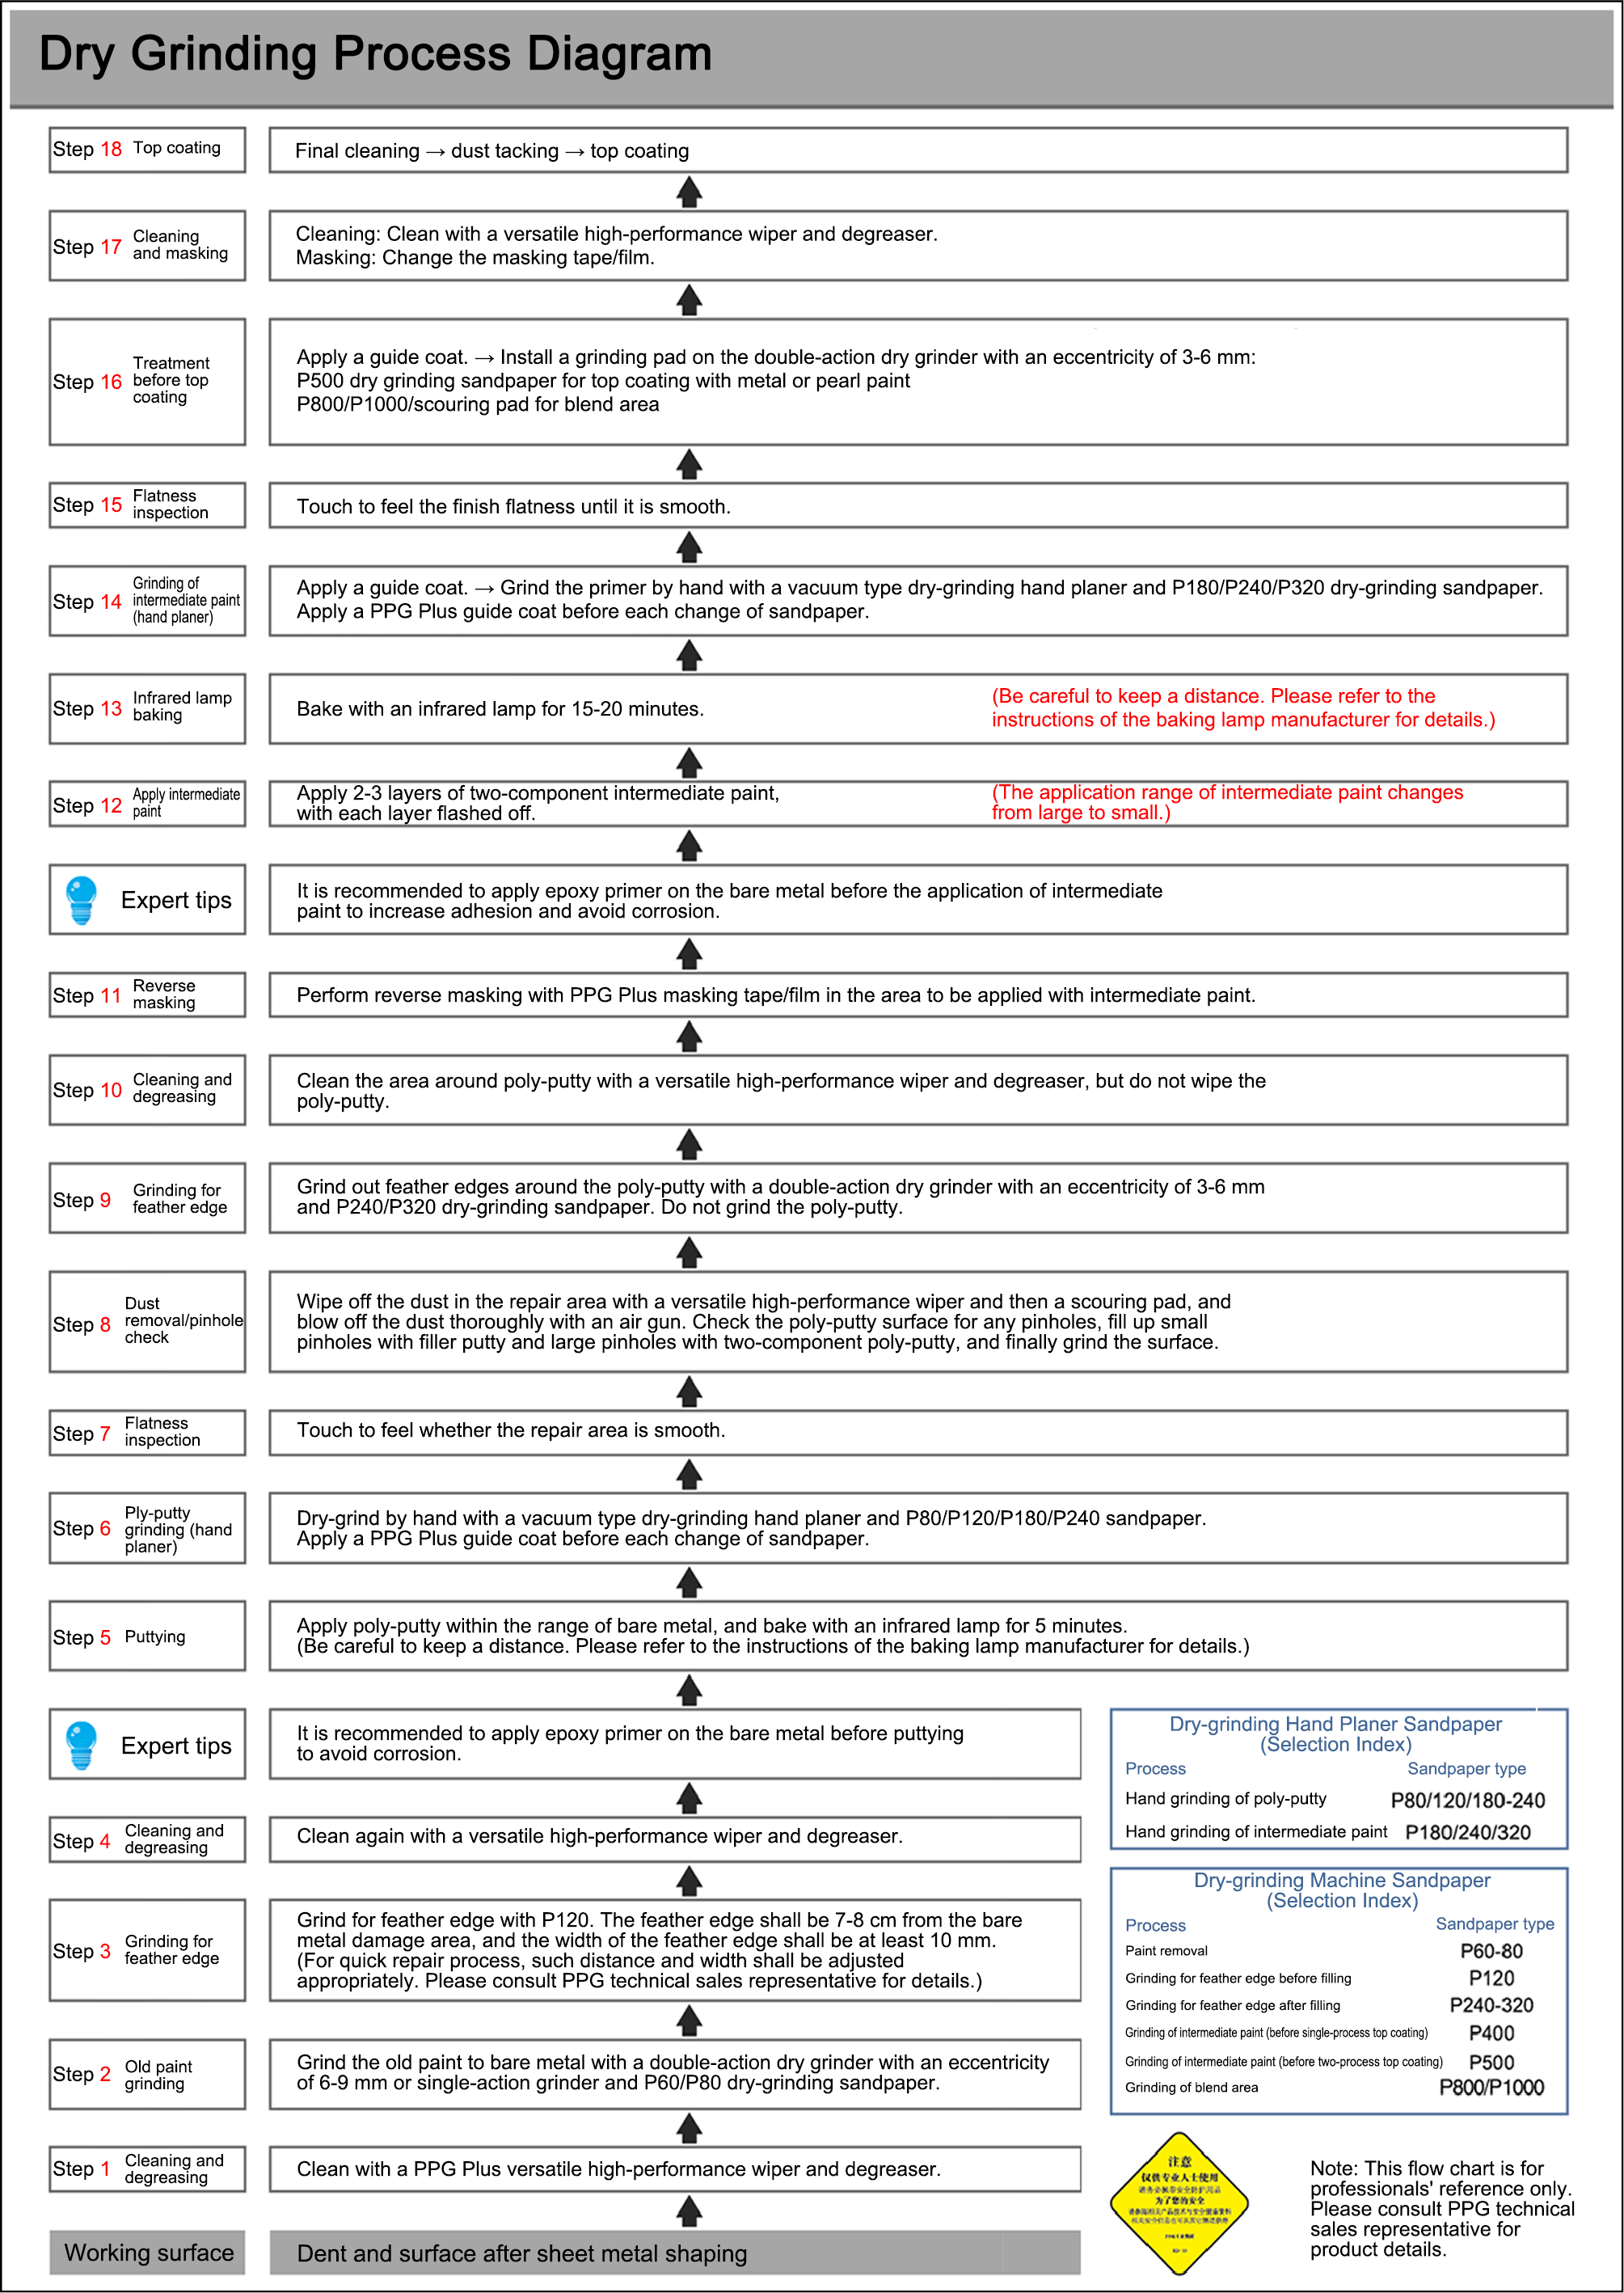 Dry Grinding Process Diagram
Step 18 Top coating
Final cleaning → dust tacking → top coating
Step 17 Cleaning
and masking
Cleaning: Clean with a versatile high-performance wiper and degreaser.
Masking: Change the masking tape/film.
Step 16 Treatment
before top
coating
Apply a guide coat. → Install a grinding pad on the double-action dry grinder with an eccentricity of 3-6 mm:
P500 dry grinding sandpaper for top coating with metal or pearl paint
P800/P1000/scouring pad for blend area
Step 15 Flatness
inspection
Touch to feel the finish flatness until it is smooth.
Step 14 Grinding of
intermediate paint
(hand planer)
Apply a guide coat. → Grind the primer by hand with a vacuum type dry-grinding hand planer and P180/P240/P320 dry-grinding sandpaper.
Apply a PPG Plus guide coat before each change of sandpaper.
Step 13 Infrared lamp
baking
Bake with an infrared lamp for 15-20 minutes.
(Be careful to keep a distance. Please refer to the
instructions of the baking lamp manufacturer for details.)
Step 12 Apply intermediate
paint
Apply 2-3 layers of two-component intermediate paint,
with each layer flashed off.
(The application range of intermediate paint changes
from large to small.)
Expert tips
It is recommended to apply epoxy primer on the bare metal before the application of intermediate
paint to increase adhesion and avoid corrosion.
Step 11 Reverse
masking
Perform reverse masking with PPG Plus masking tape/film in the area to be applied with intermediate paint.
Step 10 Cleaning and
degreasing
Clean the area around poly-putty with a versatile high-performance wiper and degreaser, but do not wipe the
poly-putty.
Step 9 Grinding for
feather edge
Grind out feather edges around the poly-putty with a double-action dry grinder with an eccentricity of 3-6 mm
and P240/P320 dry-grinding sandpaper. Do not grind the poly-putty.
Step 8 Dust
removal/pinhole
check
Wipe off the dust in the repair area with a versatile high-performance wiper and then a scouring pad, and
blow off the dust thoroughly with an air gun. Check the poly-putty surface for any pinholes, fill up small
pinholes with filler putty and large pinholes with two-component poly-putty, and finally grind the surface.
Step 7 Flatness
inspection
Touch to feel whether the repair area is smooth.
Step 6 Ply-putty
grinding (hand
planer)
Dry-grind by hand with a vacuum type dry-grinding hand planer and P80/P120/P180/P240 sandpaper.
Apply a PPG Plus guide coat before each change of sandpaper.
Step 5 Puttying
Apply poly-putty within the range of bare metal, and bake with an infrared lamp for 5 minutes.
(Be careful to keep a distance. Please refer to the instructions of the baking lamp manufacturer for details.)
Expert tips
It is recommended to apply epoxy primer on the bare metal before puttying
to avoid corrosion.
Step 4 Cleaning and
degreasing
Clean again with a versatile high-performance wiper and degreaser.
Step 3 Grinding for
feather edge
Grind for feather edge with P120. The feather edge shall be 7-8 cm from the bare
metal damage area, and the width of the feather edge shall be at least 10 mm.
(For quick repair process, such distance and width shall be adjusted
appropriately. Please consult PPG technical sales representative for details.)
Step 2 Old paint
grinding
Grind the old paint to bare metal with a double-action dry grinder with an eccentricity
of 6-9 mm or single-action grinder and P60/P80 dry-grinding sandpaper.
Step 1 Cleaning and
degreasing
Clean with a PPG Plus versatile high-performance wiper and degreaser.
Working surface
Dent and surface after sheet metal shaping
Dry-grinding Hand Planer Sandpaper
(Selection Index)
Process Sandpaper type
Hand grinding of poly-putty P80/120/180-240
Hand grinding of intermediate paint P180/240/320
Dry-grinding Machine Sandpaper
(Selection Index)
Process Sandpaper type
Paint removal P60-80
Grinding for feather edge before filling P120
Grinding for feather edge after filling P240-320
Grinding of intermediate paint (before single-process top coating) P400
Grinding of intermediate paint (before two-process top coating) P500
Grinding of blend area P800/P1000
注意
仅供专业人士使用
为了您的安全
Note: This flow chart is for
professionals' reference only.
Please consult PPG technical
sales representative for
product details.